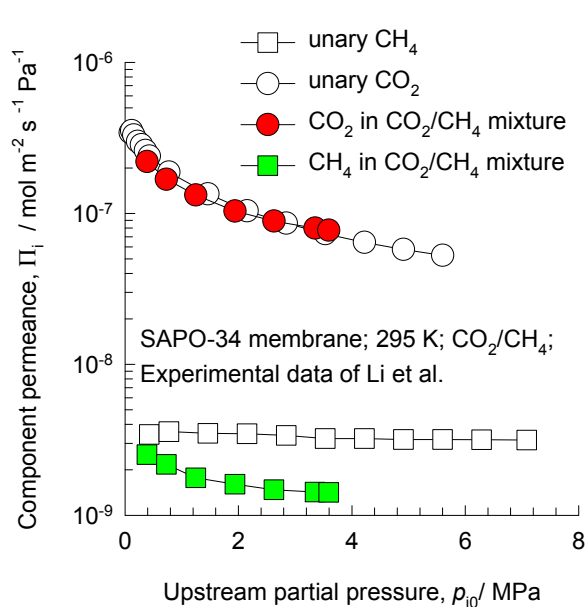 unary CH₄
unary CO₂
CO₂ in CO₂/CH₄ mixture
CH₄ in CO₂/CH₄ mixture
Component permeance, Πᵢ / mol m⁻² s⁻¹ Pa⁻¹
10⁻⁶
10⁻⁷
10⁻⁸
10⁻⁹
SAPO-34 membrane; 295 K; CO₂/CH₄;
Experimental data of Li et al.
0 2 4 6 8
Upstream partial pressure, pᵢ₀/ MPa